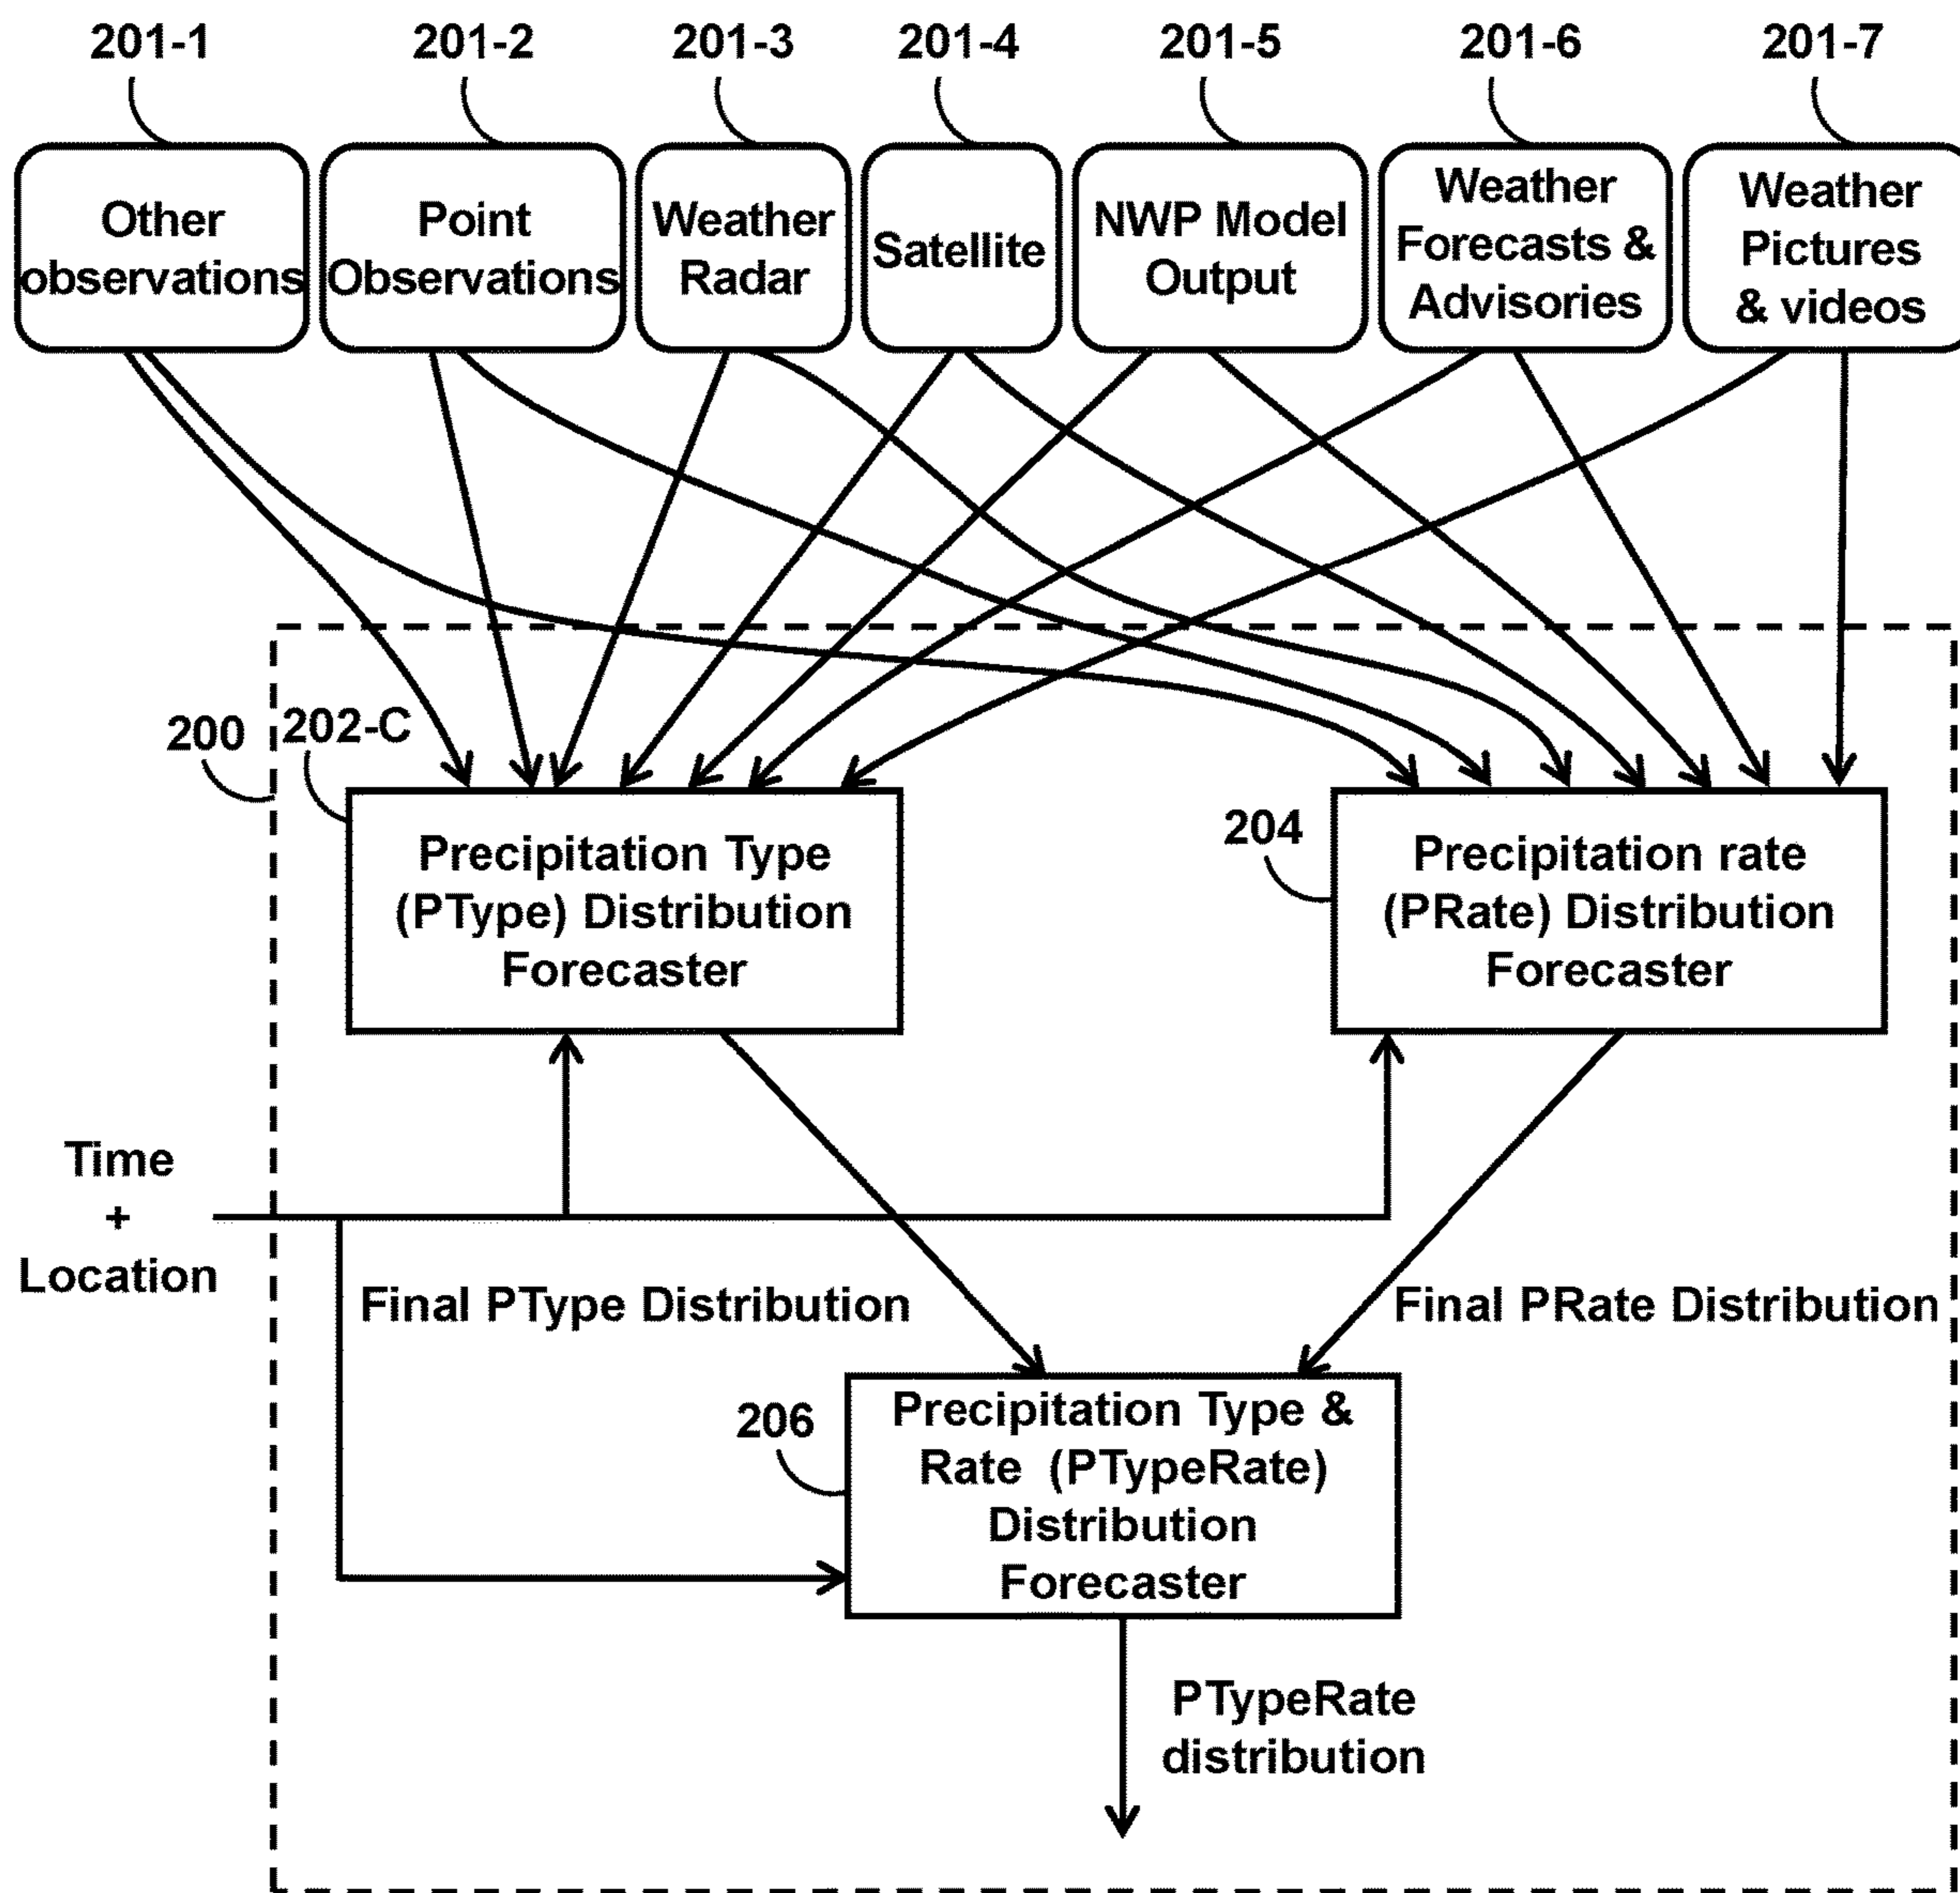 201-1
201-2
201-3
201-4
201-5
201-6
201-7
Other
observations
Point
Observations
Weather
Radar
Satellite
NWP Model
Output
Weather
Forecasts &
Advisories
Weather
Pictures
& videos
200
202-C
Precipitation Type
(PType) Distribution
Forecaster
204
Precipitation rate
(PRate) Distribution
Forecaster
Time
+
Location
Final PType Distribution
Final PRate Distribution
206
Precipitation Type &
Rate (PTypeRate)
Distribution
Forecaster
PTypeRate
distribution